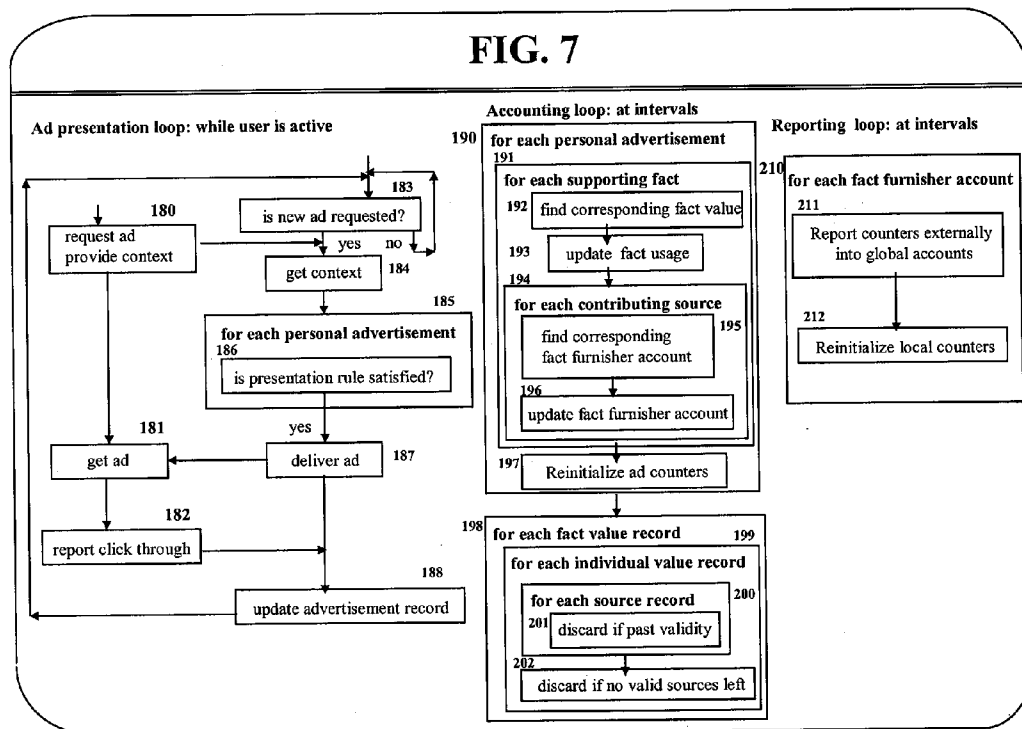 FIG. 7
Ad presentation loop: while user is active
183
is new ad requested?
180
request ad
provide context
yes
no
get context
184
185
for each personal advertisement
186
is presentation rule satisfied?
yes
181
get ad
deliver ad
187
182
report click through
188
update advertisement record
Accounting loop: at intervals
190
for each personal advertisement
191
for each supporting fact
192
find corresponding fact value
193
update fact usage
194
for each contributing source
195
find corresponding
fact furnisher account
196
update fact furnisher account
197
Reinitialize ad counters
198
for each fact value record
199
for each individual value record
for each source record
200
201
discard if past validity
202
discard if no valid sources left
Reporting loop: at intervals
210
for each fact furnisher account
211
Report counters externally
into global accounts
212
Reinitialize local counters